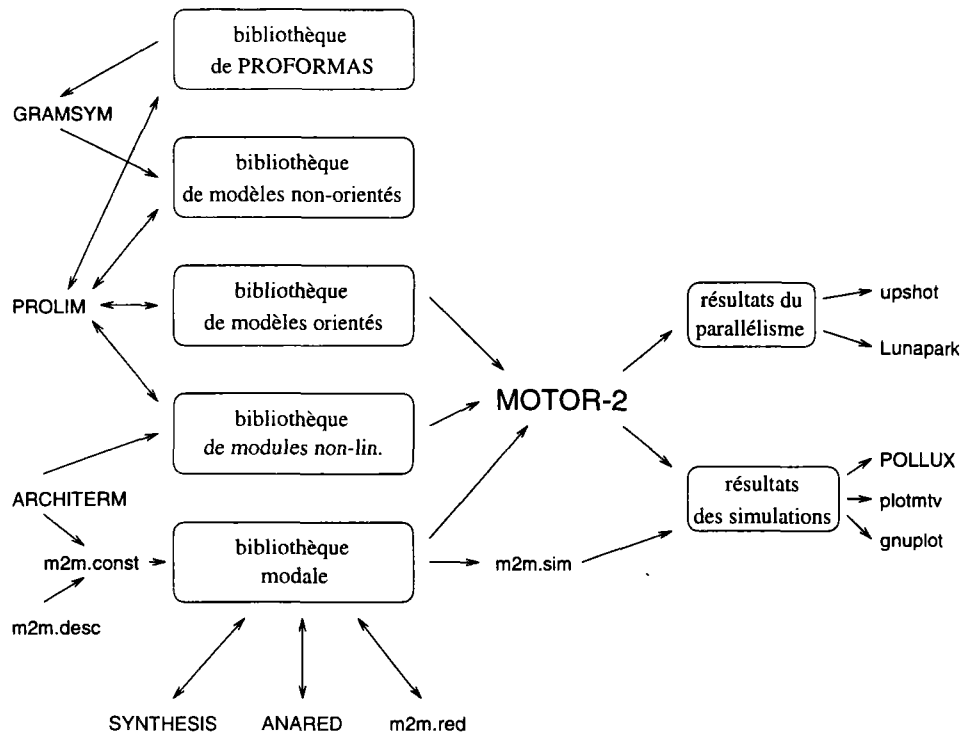 bibliothèque
de PROFORMAS
GRAMSYM
bibliothèque
de modèles non-orientés
PROLIM
bibliothèque
de modèles orientés
résultats du
parallélisme
upshot
Lunapark
MOTOR-2
bibliothèque
de modules non-lin.
ARCHITERM
résultats
des simulations
POLLUX
plotmtv
gnuplot
m2m.const
bibliothèque
modale
m2m.sim
m2m.desc
SYNTHESIS
ANARED
m2m.red